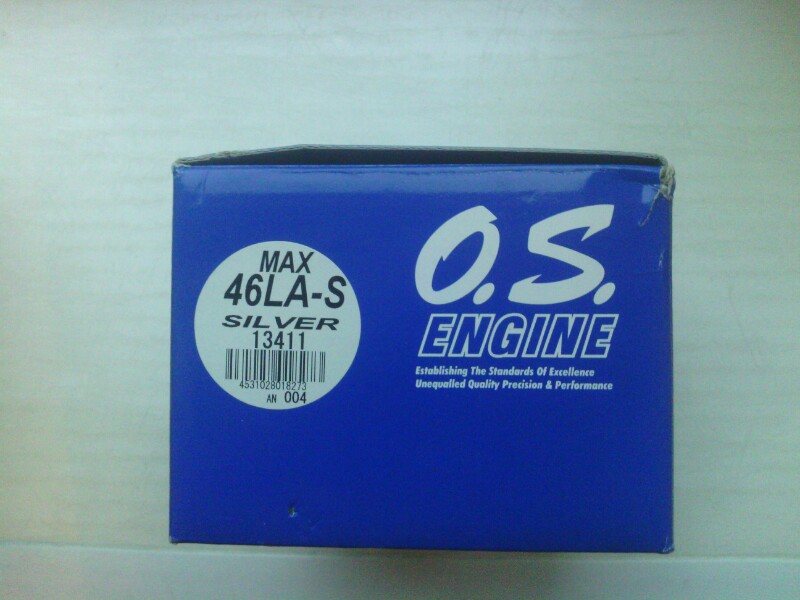 MAX
46LA-S
SILVER
13411
4531028018273
AN 004
O.S.
ENGINE
Establishing The Standards Of Excellence
Unequalled Quality Precision & Performance